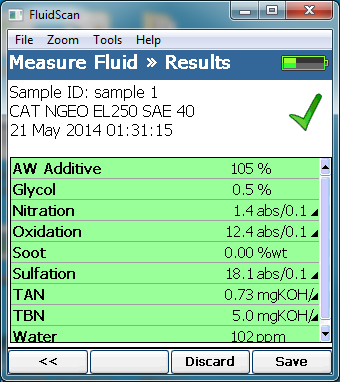 FluidScan
File Zoom Tools Help
Measure Fluid » Results
Sample ID: sample 1
CAT NGEO EL250 SAE 40
21 May 2014 01:31:15
AW Additive 105 %
Glycol 0.5 %
Nitration 1.4 abs/0.1
Oxidation 12.4 abs/0.1
Soot 0.00 %wt
Sulfation 18.1 abs/0.1
TAN 0.73 mgKOH/
TBN 5.0 mgKOH/
Water 102 ppm
<< Discard Save